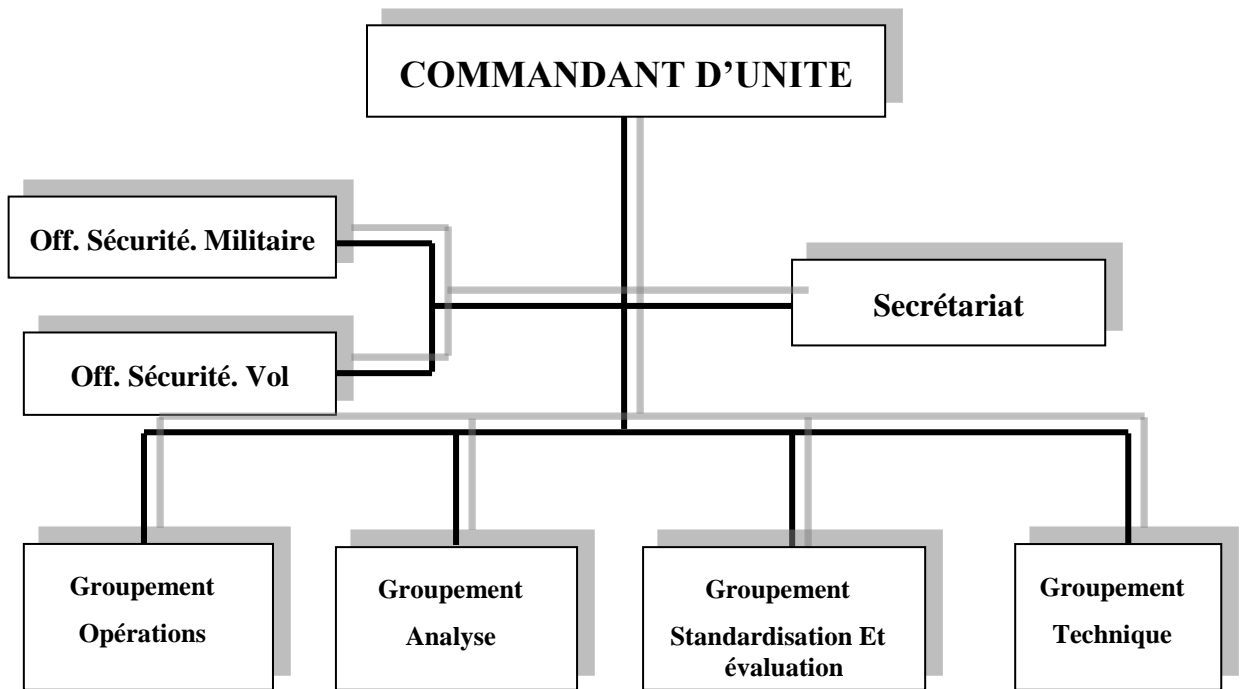 COMMANDANT D’UNITE
Off. Sécurité. Militaire
Secrétariat
Off. Sécurité. Vol
Groupement
Opérations
Groupement
Analyse
Groupement
Standardisation Et
évaluation
Groupement
Technique